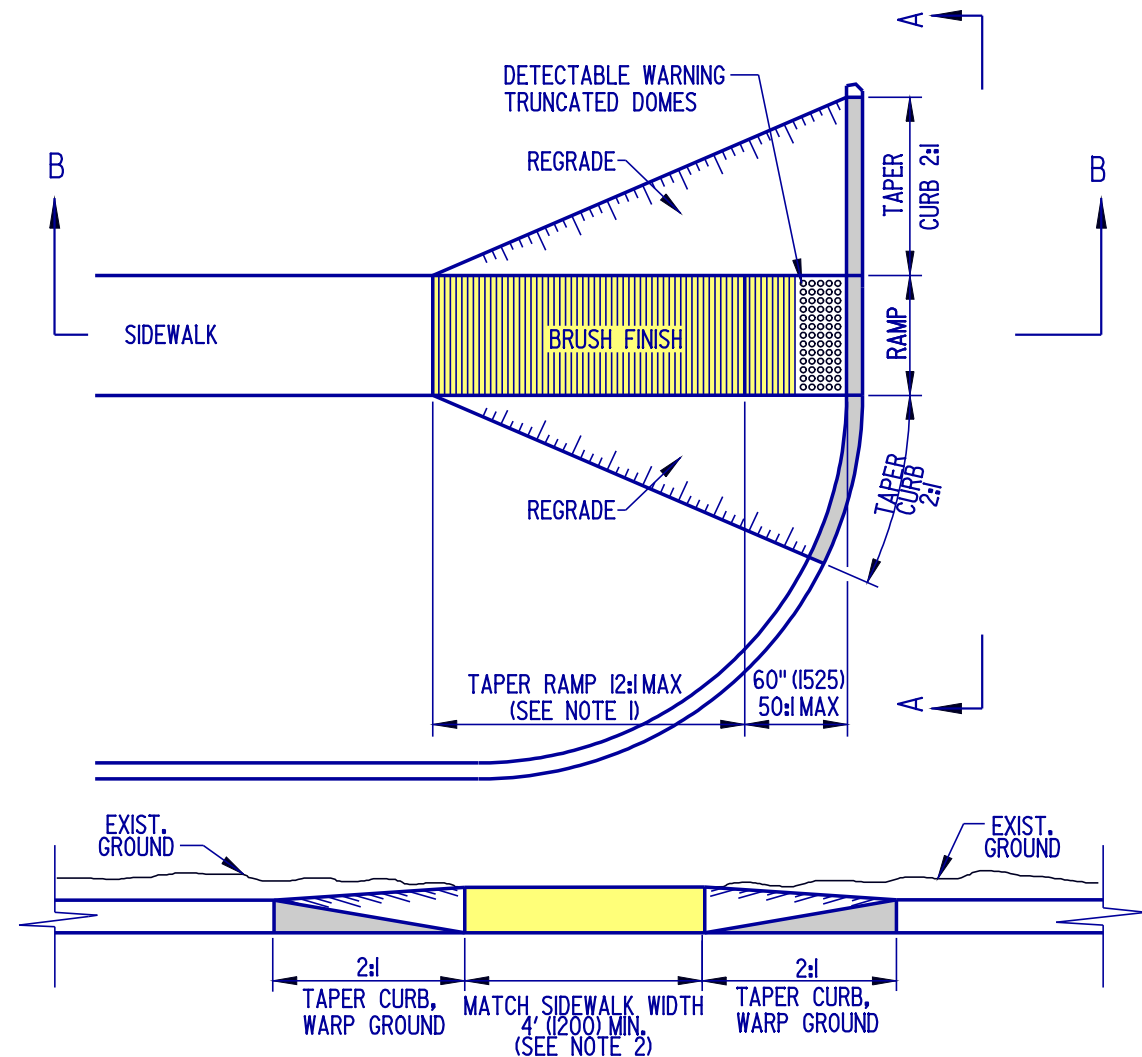 A
DETECTABLE WARNING
TRUNCATED DOMES
B
REGRADE
TAPER
CURB 2:1
B
SIDEWALK
BRUSH FINISH
RAMP
REGRADE
TAPER
CURB
2:1
TAPER RAMP 12:1 MAX
(SEE NOTE 1)
60" (1525)
50:1 MAX
A
EXIST.
GROUND
EXIST.
GROUND
2:1
TAPER CURB,
WARP GROUND
MATCH SIDEWALK WIDTH
4' (1200) MIN.
(SEE NOTE 2)
2:1
TAPER CURB,
WARP GROUND